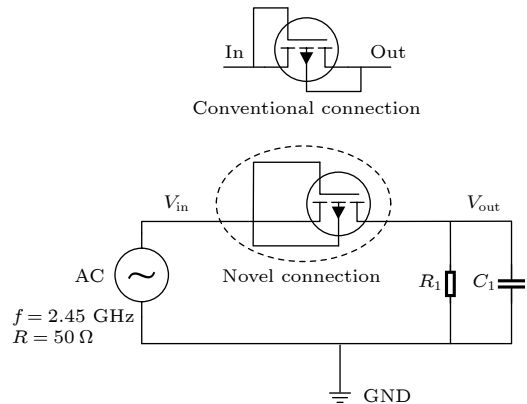 In Out
Conventional connection
V_in V_out
AC
Novel connection
R_1 C_1
f = 2.45 GHz
R = 50 Ω
GND